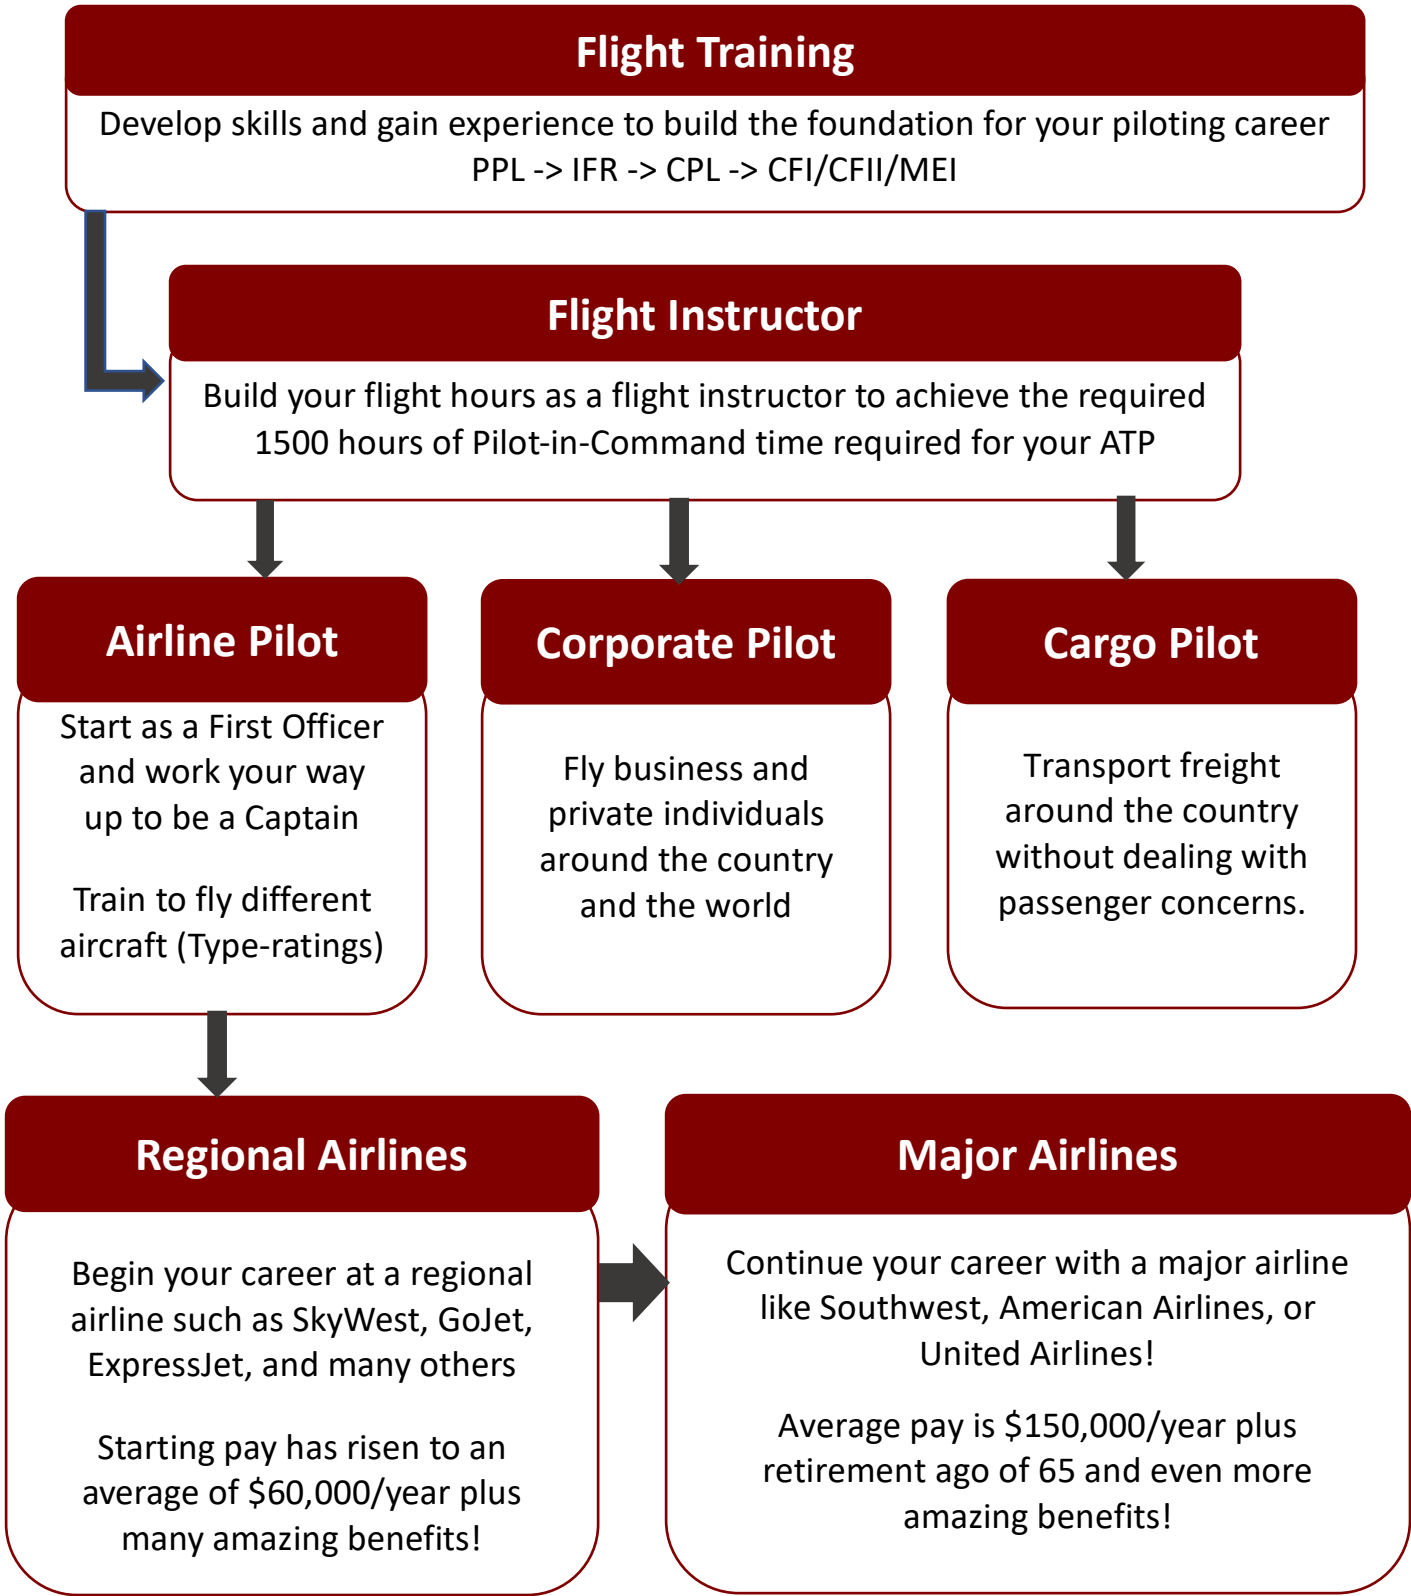 Flight Training
Develop skills and gain experience to build the foundation for your piloting career
PPL -> IFR -> CPL -> CFI/CFII/MEI
Flight Instructor
Build your flight hours as a flight instructor to achieve the required
1500 hours of Pilot-in-Command time required for your ATP
Airline Pilot
Start as a First Officer
and work your way
up to be a Captain
Train to fly different
aircraft (Type-ratings)
Corporate Pilot
Fly business and
private individuals
around the country
and the world
Cargo Pilot
Transport freight
around the country
without dealing with
passenger concerns.
Regional Airlines
Begin your career at a regional
airline such as SkyWest, GoJet,
ExpressJet, and many others
Starting pay has risen to an
average of $60,000/year plus
many amazing benefits!
Major Airlines
Continue your career with a major airline
like Southwest, American Airlines, or
United Airlines!
Average pay is $150,000/year plus
retirement ago of 65 and even more
amazing benefits!